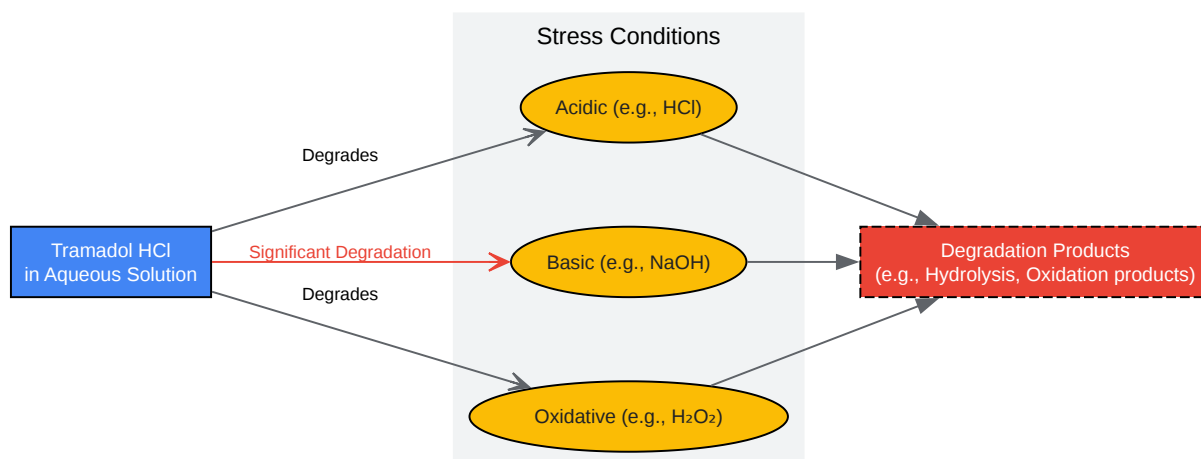 Stress Conditions
Acidic (e.g., HCl)
Degrades
Tramadol HCl
in Aqueous Solution
Significant Degradation
Basic (e.g., NaOH)
Degradation Products
(e.g., Hydrolysis, Oxidation products)
Degrades
Oxidative (e.g., H₂O₂)